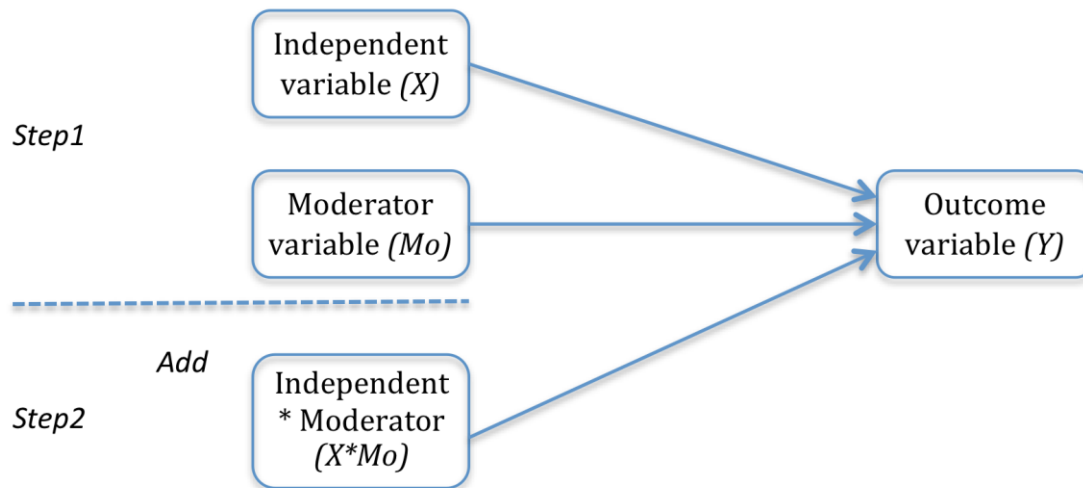 Independent
variable (X)
Step1
Moderator
variable (Mo)
Outcome
variable (Y)
Add
Step2
Independent
* Moderator
(X*Mo)